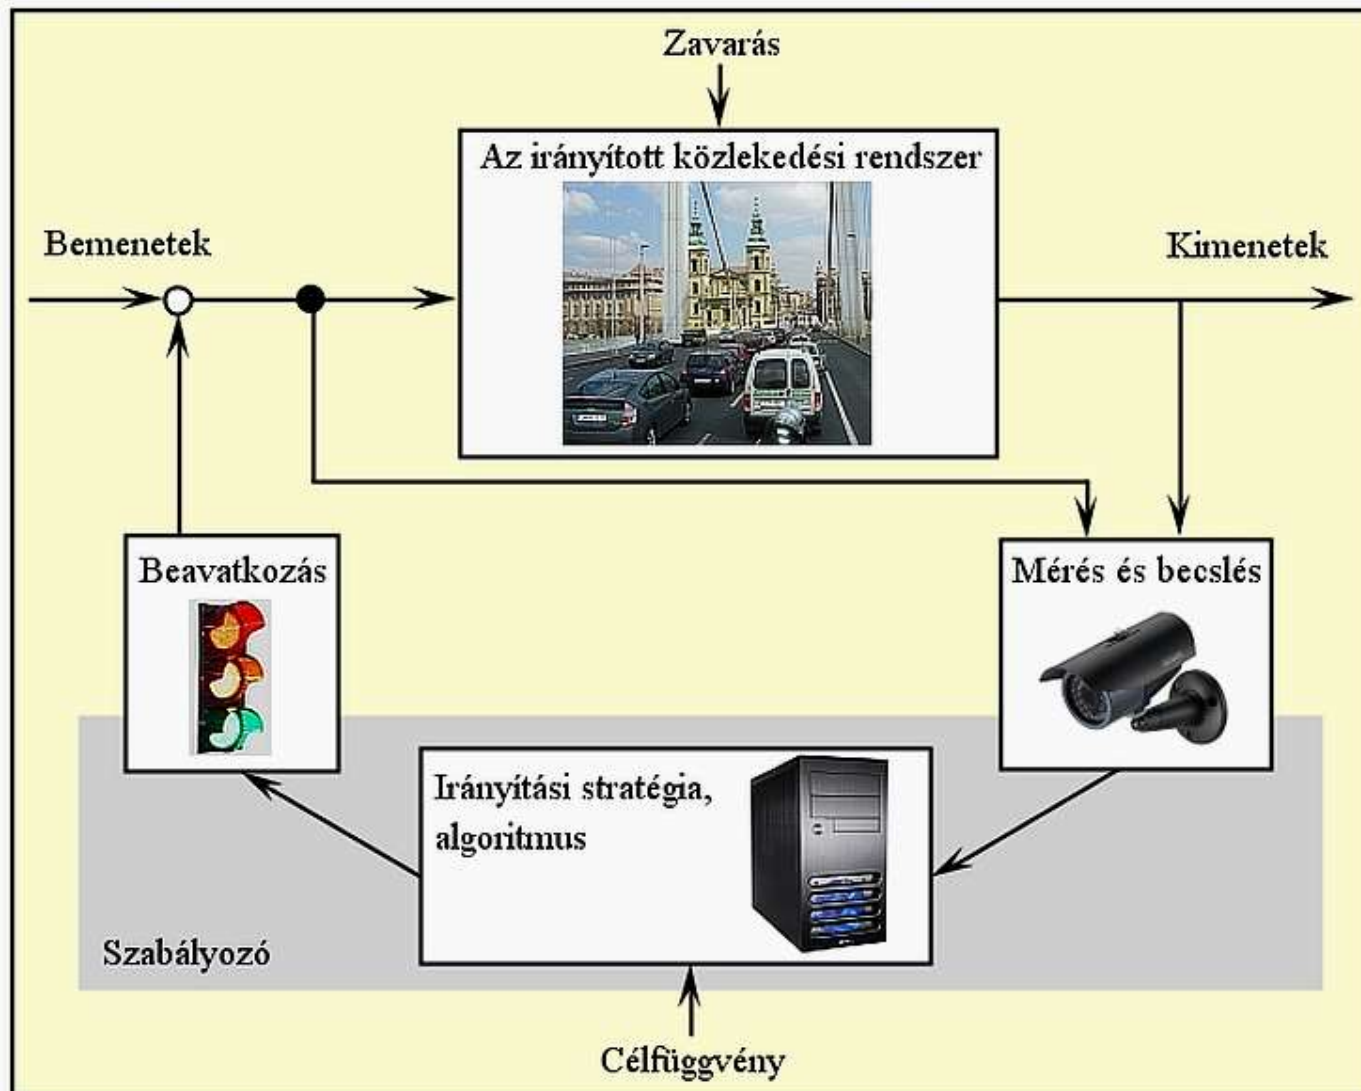 Zavarás
Az irányított közlekedési rendszer
Bemenetek
Kimenetek
Beavatkozás
Mérés és becslés
Irányítási stratégia,
algoritmus
Szabályozó
Célfüggvény